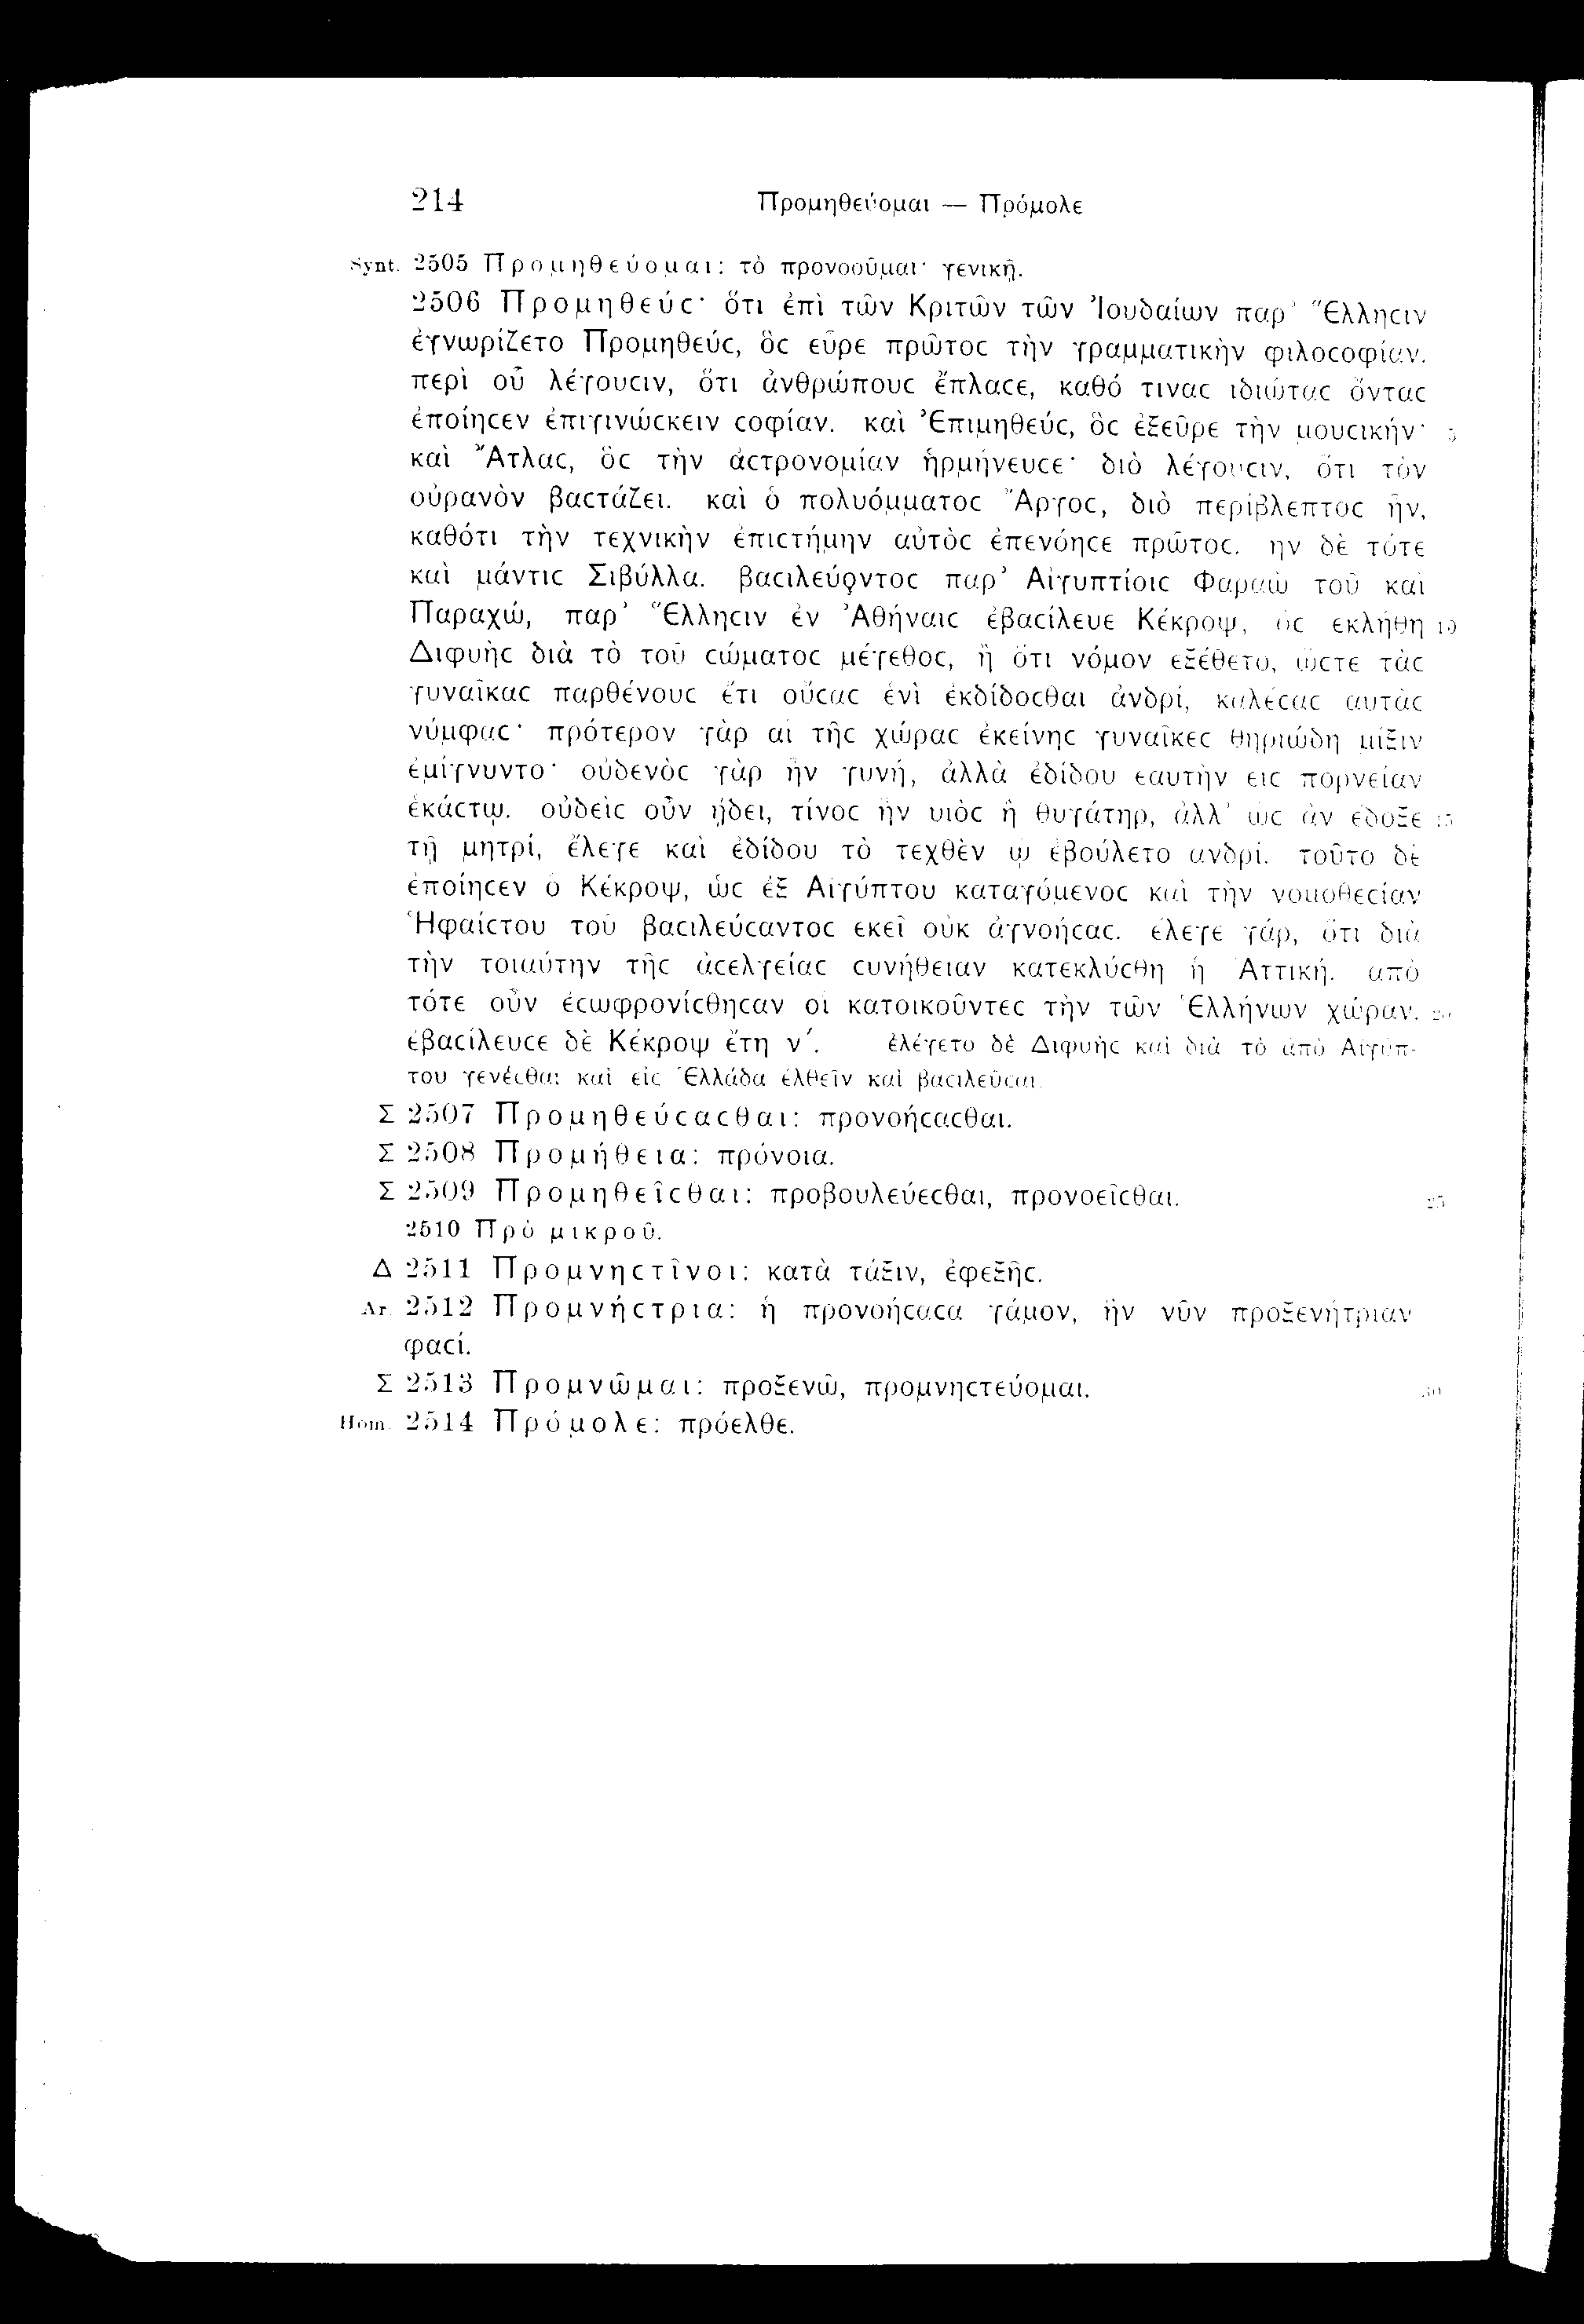 214 Προμηθεύομαι — Πρόμολε
Synt. 2505 Προμηθεύομαι: τὸ προνοοῦμαι· γενικῇ.
2506 Προμηθεύϲ· ὅτι ἐπὶ τῶν Κριτῶν τῶν Ἰουδαίων παρ' Ἕλληϲιν
ἐγνωρίζετο Προμηθεύϲ, ὃϲ εὗρε πρῶτοϲ τὴν γραμματικὴν φιλοϲοφίαν.
περὶ οὗ λέγουϲιν, ὅτι ἀνθρώπουϲ ἔπλαϲε, καθό τιναϲ ἰδιώταϲ ὄνταϲ
ἐποίηϲεν ἐπιγινώϲκειν ϲοφίαν. καὶ Ἐπιμηθεύϲ, ὃϲ ἐξεῦρε τὴν μουϲικήν· 5
καὶ Ἄτλαϲ, ὃϲ τὴν ἀϲτρονομίαν ἡρμήνευϲε· διὸ λέγουϲιν, ὅτι τὸν
οὐρανὸν βαϲτάζει. καὶ ὁ πολυόμματοϲ Ἄργοϲ, διὸ περίβλεπτοϲ ἦν,
καθότι τὴν τεχνικὴν ἐπιϲτήμην αὐτὸϲ ἐπενόηϲε πρῶτοϲ. ἦν δὲ τότε
καὶ μάντιϲ Σιβύλλα. βαϲιλεύοντοϲ παρ' Αἰγυπτίοιϲ Φαραὼ τοῦ καὶ
Παραχώ, παρ' Ἕλληϲιν ἐν Ἀθήναιϲ ἐβαϲίλευε Κέκροψ, ὃϲ ἐκλήθη 10
Διφυὴϲ διὰ τὸ τοῦ ϲώματοϲ μέγεθοϲ, ἢ ὅτι νόμον ἐξέθετο, ὥϲτε τὰϲ
γυναῖκαϲ παρθένουϲ ἔτι οὔϲαϲ ἑνὶ ἐκδίδοϲθαι ἀνδρί, καλέϲαϲ αὐτὰϲ
νύμφαϲ· πρότερον γὰρ αἱ τῆϲ χώραϲ ἐκείνηϲ γυναῖκεϲ θηριώδη μίξιν
ἐμίγνυντο· οὐδενὸϲ γὰρ ἦν γυνή, ἀλλὰ ἐδίδου ἑαυτὴν εἰϲ πορνείαν
ἑκάϲτῳ. οὐδεὶϲ οὖν ᾔδει, τίνοϲ ἦν υἱὸϲ ἢ θυγάτηρ, ἀλλ' ὡϲ ἂν ἔδοξε 15
τῇ μητρί, ἔλεγε καὶ ἐδίδου τὸ τεχθὲν ᾧ ἐβούλετο ἀνδρί. τοῦτο δὲ
ἐποίηϲεν ὁ Κέκροψ, ὡϲ ἐξ Αἰγύπτου καταγόμενοϲ καὶ τὴν νομοθεϲίαν
Ἡφαίϲτου τοῦ βαϲιλεύϲαντοϲ ἐκεῖ οὐκ ἀγνοήϲαϲ. ἔλεγε γάρ, ὅτι διὰ
τὴν τοιαύτην τῆϲ ἀϲελγείαϲ ϲυνήθειαν κατεκλύϲθη ἡ Ἀττική. ἀπὸ
τότε οὖν ἐϲωφρονίϲθηϲαν οἱ κατοικοῦντεϲ τὴν τῶν Ἑλλήνων χώραν. 20
ἐβαϲίλευϲε δὲ Κέκροψ ἔτη ν´. ἐλέγετο δὲ Διφυὴϲ καὶ διὰ τὸ ἀπὸ Αἰγύπ-
του γενέϲθαι καὶ εἰϲ Ἑλλάδα ἐλθεῖν καὶ βαϲιλεῦϲαι.
Σ 2507 Προμηθεύϲαϲθαι: προνοήϲαϲθαι.
Σ 2508 Προμήθεια: πρόνοια.
Σ 2509 Προμηθεῖϲθαι: προβουλεύεϲθαι, προνοεῖϲθαι. 25
2510 Πρὸ μικροῦ.
Δ 2511 Προμνηϲτῖνοι: κατὰ τάξιν, ἐφεξῆϲ.
Ar. 2512 Προμνήϲτρια: ἡ προνοήϲαϲα γάμον, ἣν νῦν προξενήτριαν
φαϲί.
Σ 2513 Προμνῶμαι: προξενῶ, προμνηϲτεύομαι. 30
Hom. 2514 Πρόμολε: πρόελθε.